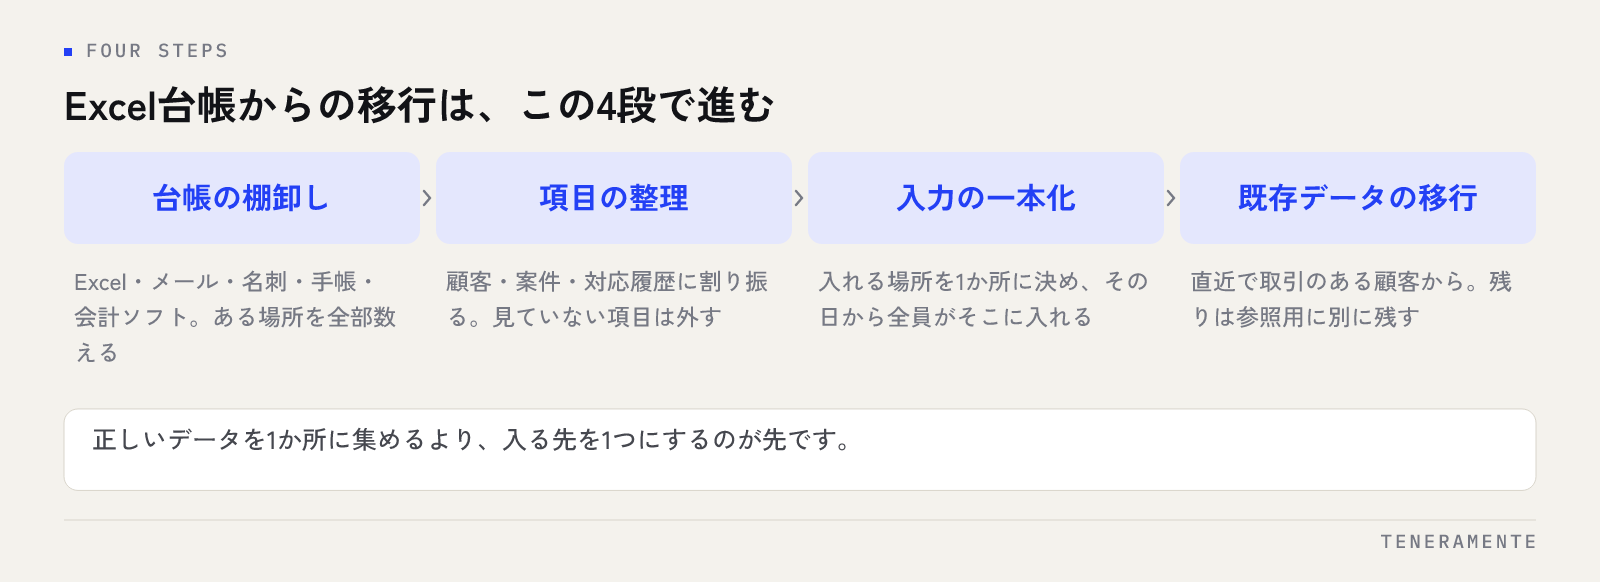 FOUR STEPS
Excel台帳からの移行は、この4段で進む
台帳の棚卸し
項目の整理
入力の一本化
既存データの移行
Excel・メール・名刺・手帳・
会計ソフト。ある場所を全部数
える
顧客・案件・対応履歴に割り振
る。見ていない項目は外す
入れる場所を1か所に決め、その
日から全員がそこに入れる
直近で取引のある顧客から。残
りは参照用に別に残す
正しいデータを1か所に集めるより、入る先を1つにするのが先です。
TENERAMENTE